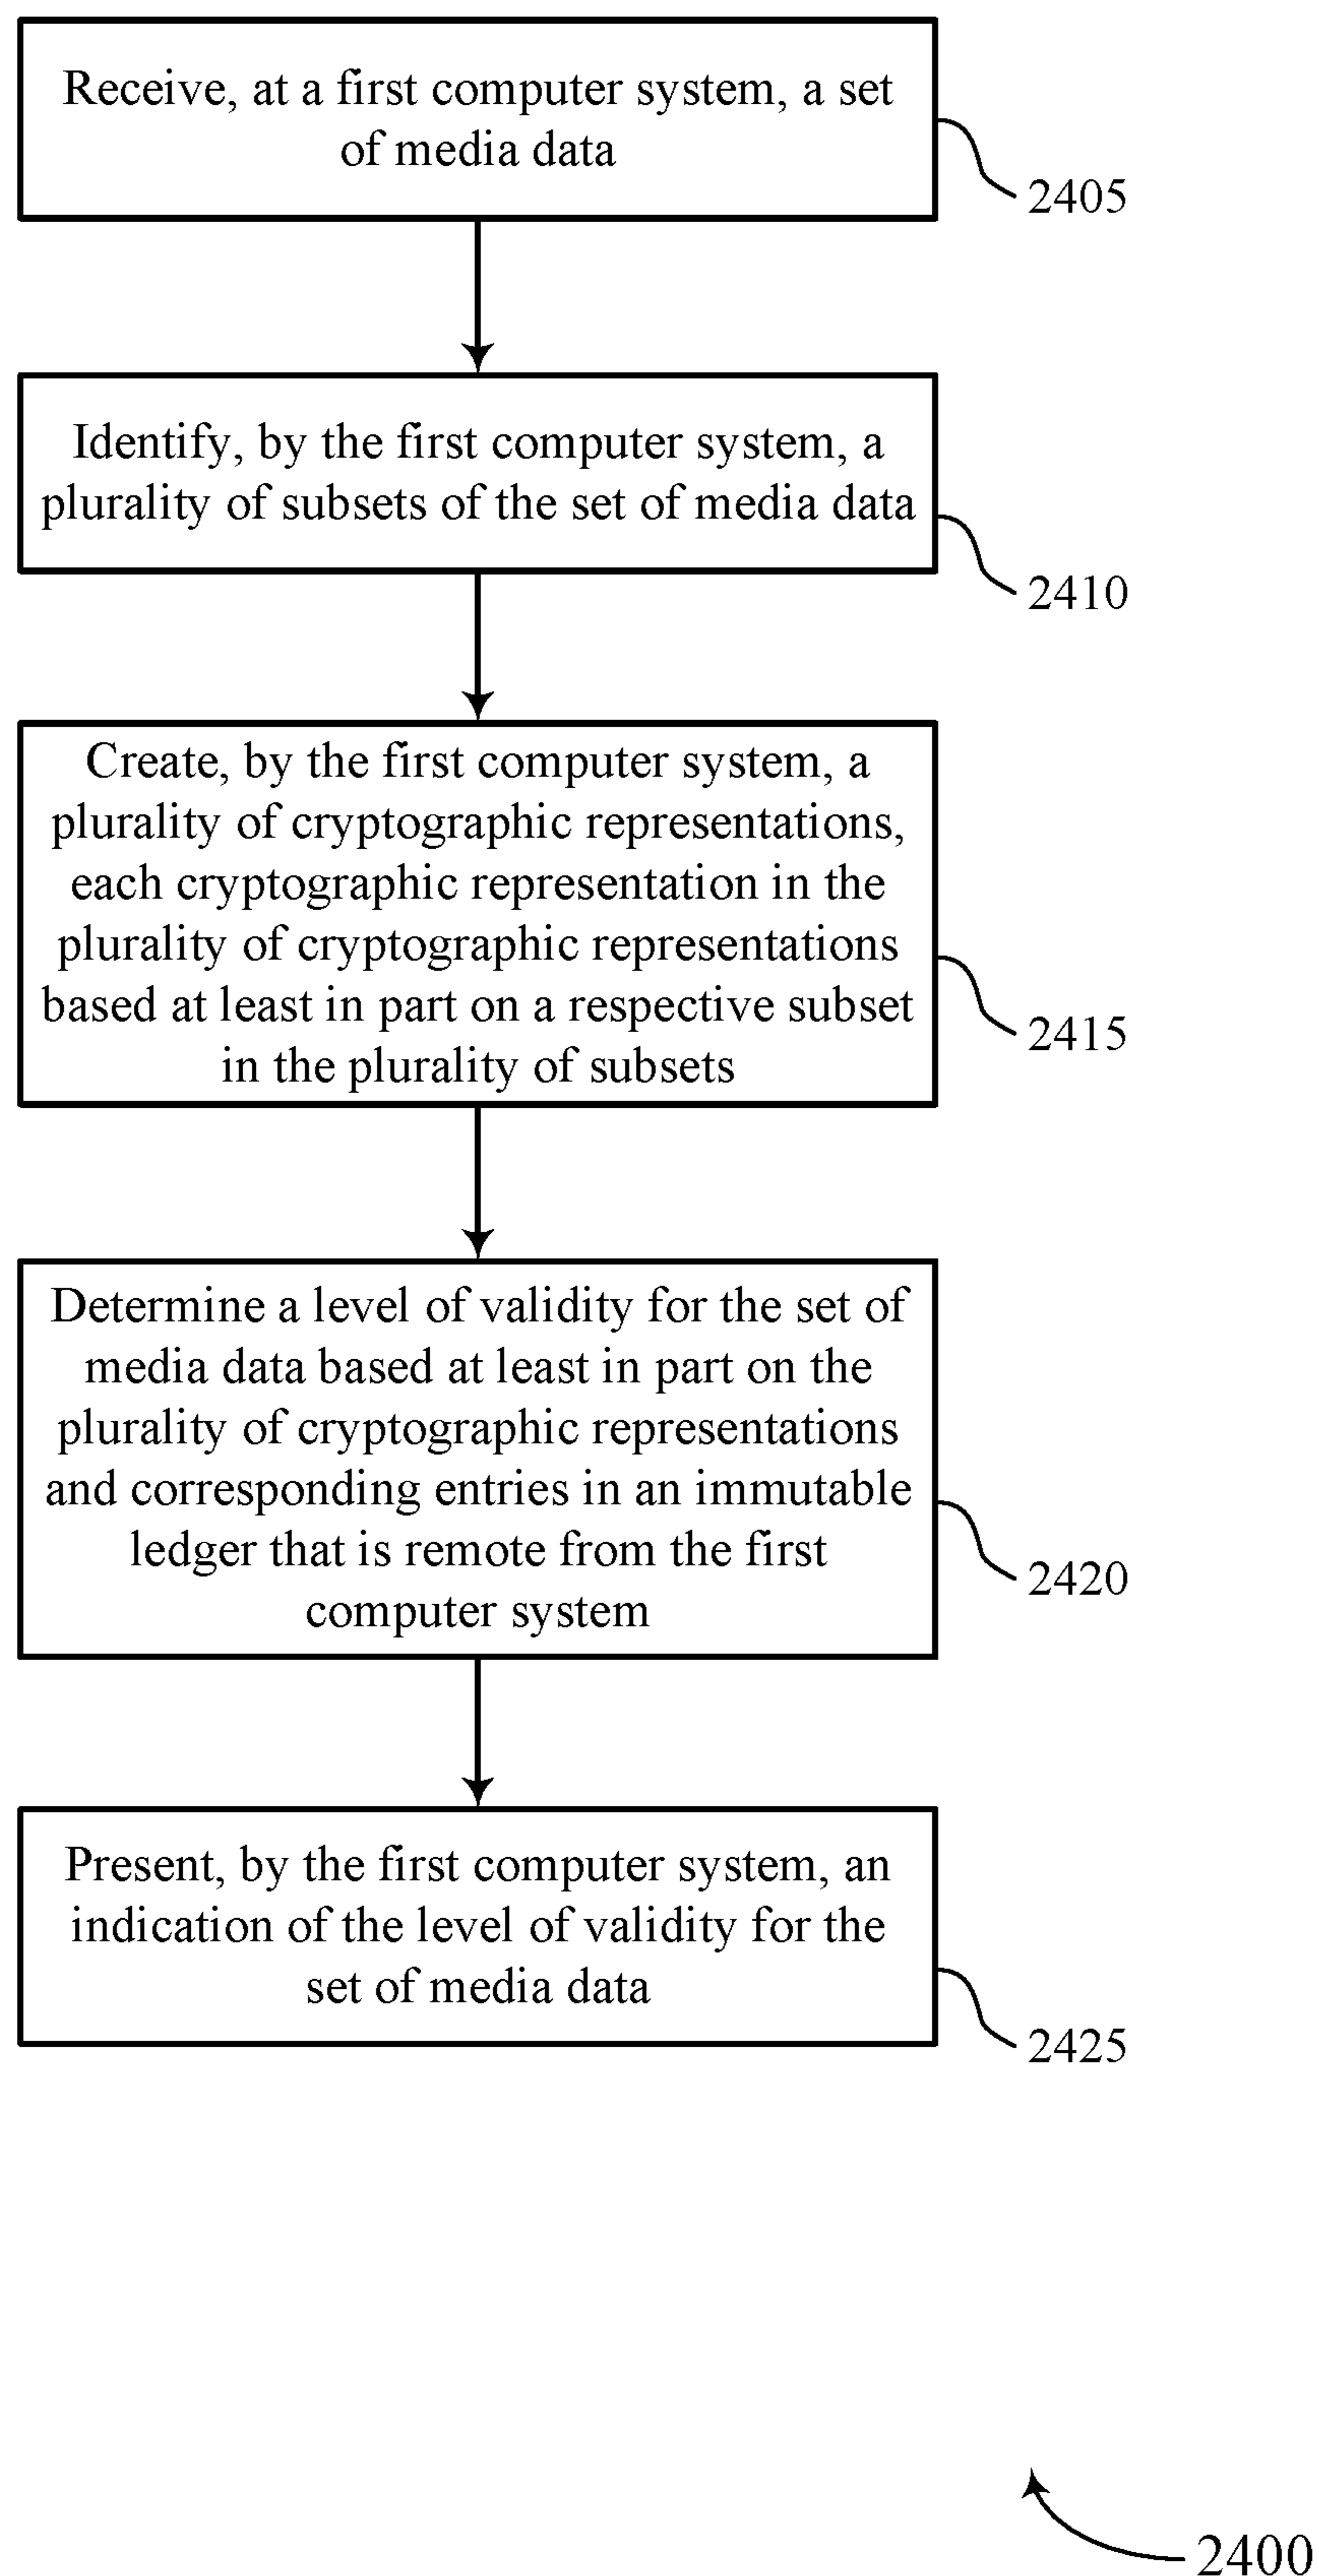 Receive, at a first computer system, a set
of media data
2405
Identify, by the first computer system, a
plurality of subsets of the set of media data
2410
Create, by the first computer system, a
plurality of cryptographic representations,
each cryptographic representation in the
plurality of cryptographic representations
based at least in part on a respective subset
in the plurality of subsets
2415
Determine a level of validity for the set of
media data based at least in part on the
plurality of cryptographic representations
and corresponding entries in an immutable
ledger that is remote from the first
computer system
2420
Present, by the first computer system, an
indication of the level of validity for the
set of media data
2425
2400